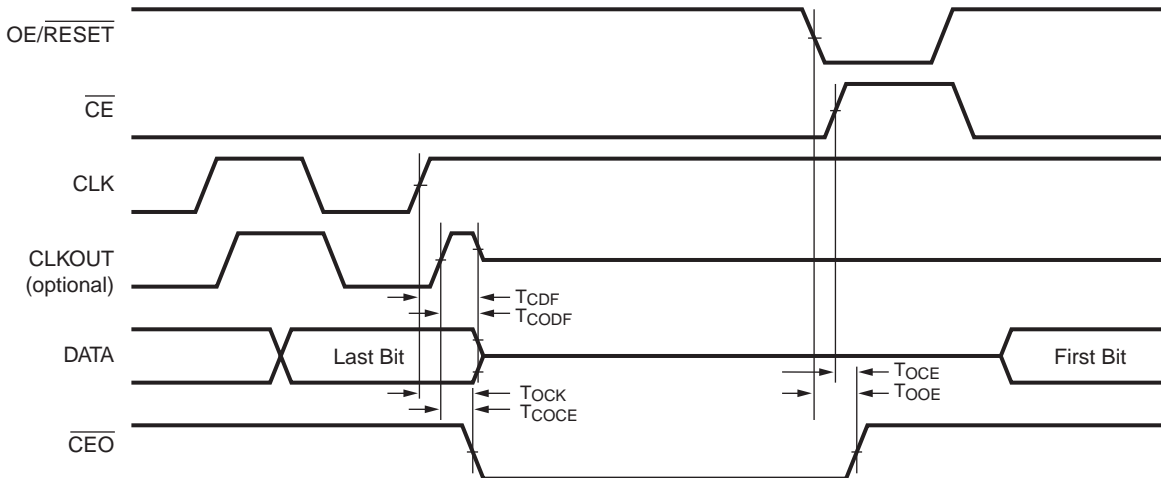 OE/RESET
CE
CLK
CLKOUT
(optional)
TCDF
TCODF
DATA
Last Bit
First Bit
TOCE
TOOE
TOCK
TCOCE
CEO